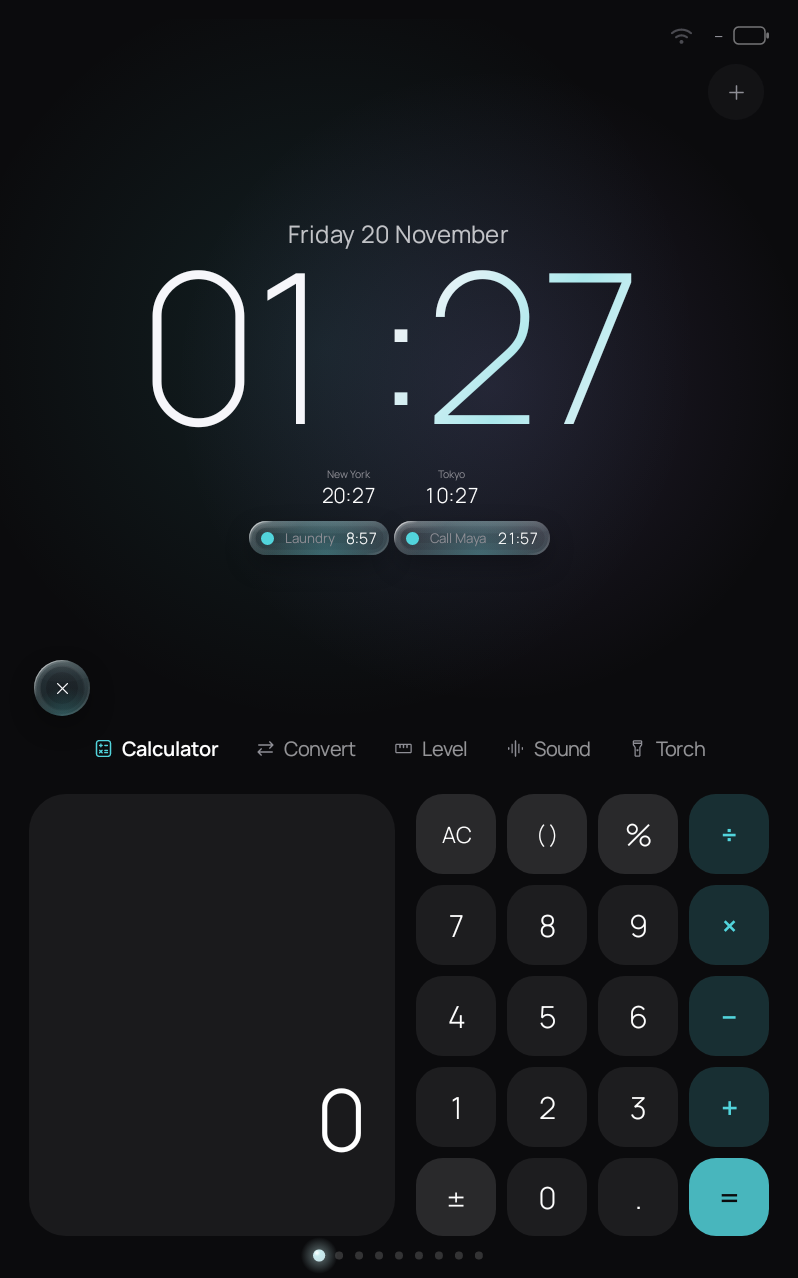 –
+
Friday 20 November
01 :27
New York Tokyo
20:27 10:27
Laundry 8:57 Call Maya 21:57
×
Calculator Convert Level Sound Torch
0
AC ( ) % ÷
7 8 9 ×
4 5 6 −
1 2 3 +
± 0 . =